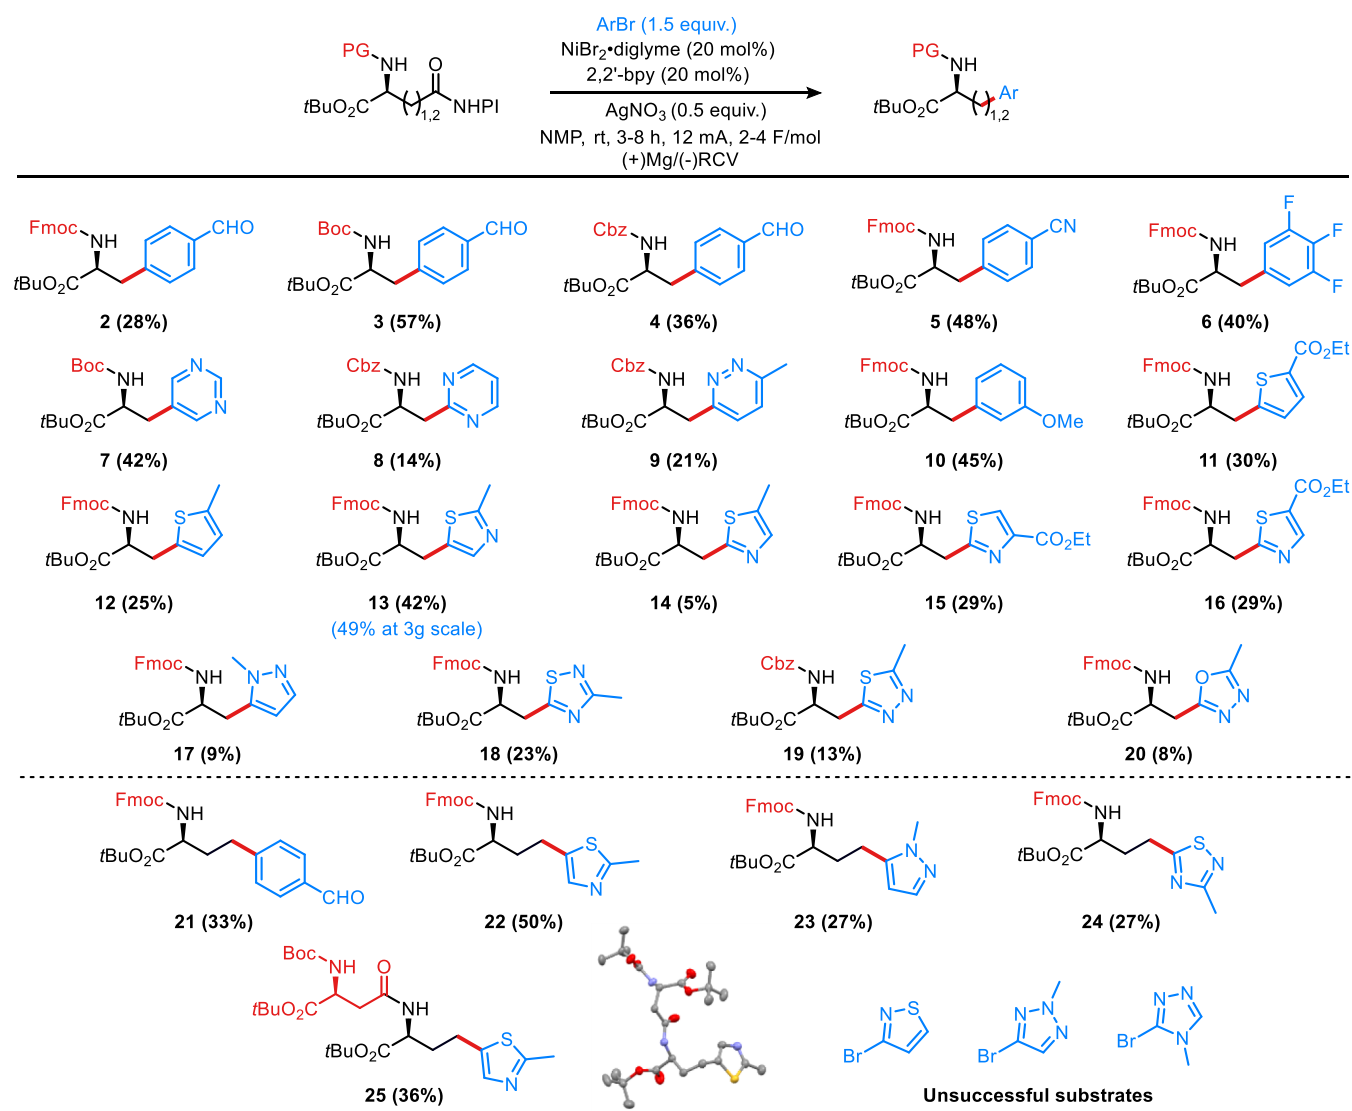 ArBr (1.5 equiv.)
NiBr2•diglyme (20 mol%)
2,2'-bpy (20 mol%)
AgNO3 (0.5 equiv.)
NMP, rt, 3-8 h, 12 mA, 2-4 F/mol
(+)Mg/(-)RCV
PG NH O tBuO2C 1,2 NHPI
PG NH tBuO2C 1,2 Ar
Fmoc NH tBuO2C CHO
2 (28%)
Boc NH tBuO2C CHO
3 (57%)
Cbz NH tBuO2C CHO
4 (36%)
Fmoc NH tBuO2C CN
5 (48%)
Fmoc NH tBuO2C F F F
6 (40%)
Boc NH tBuO2C N N
7 (42%)
Cbz NH tBuO2C N N
8 (14%)
Cbz NH tBuO2C N N
9 (21%)
Fmoc NH tBuO2C OMe
10 (45%)
Fmoc NH tBuO2C S CO2Et
11 (30%)
Fmoc NH tBuO2C S
12 (25%)
Fmoc NH tBuO2C S N
13 (42%)
(49% at 3g scale)
Fmoc NH tBuO2C S N
14 (5%)
Fmoc NH tBuO2C S N CO2Et
15 (29%)
Fmoc NH tBuO2C S N CO2Et
16 (29%)
Fmoc NH tBuO2C N N
17 (9%)
Fmoc NH tBuO2C S N N
18 (23%)
Cbz NH tBuO2C S N N
19 (13%)
Fmoc NH tBuO2C O N N
20 (8%)
Fmoc NH tBuO2C CHO
21 (33%)
Fmoc NH tBuO2C S N
22 (50%)
Fmoc NH tBuO2C N N
23 (27%)
Fmoc NH tBuO2C S N N
24 (27%)
Boc NH O tBuO2C N H tBuO2C S N
25 (36%)
N S Br
N N N Br
N N N Br
Unsuccessful substrates